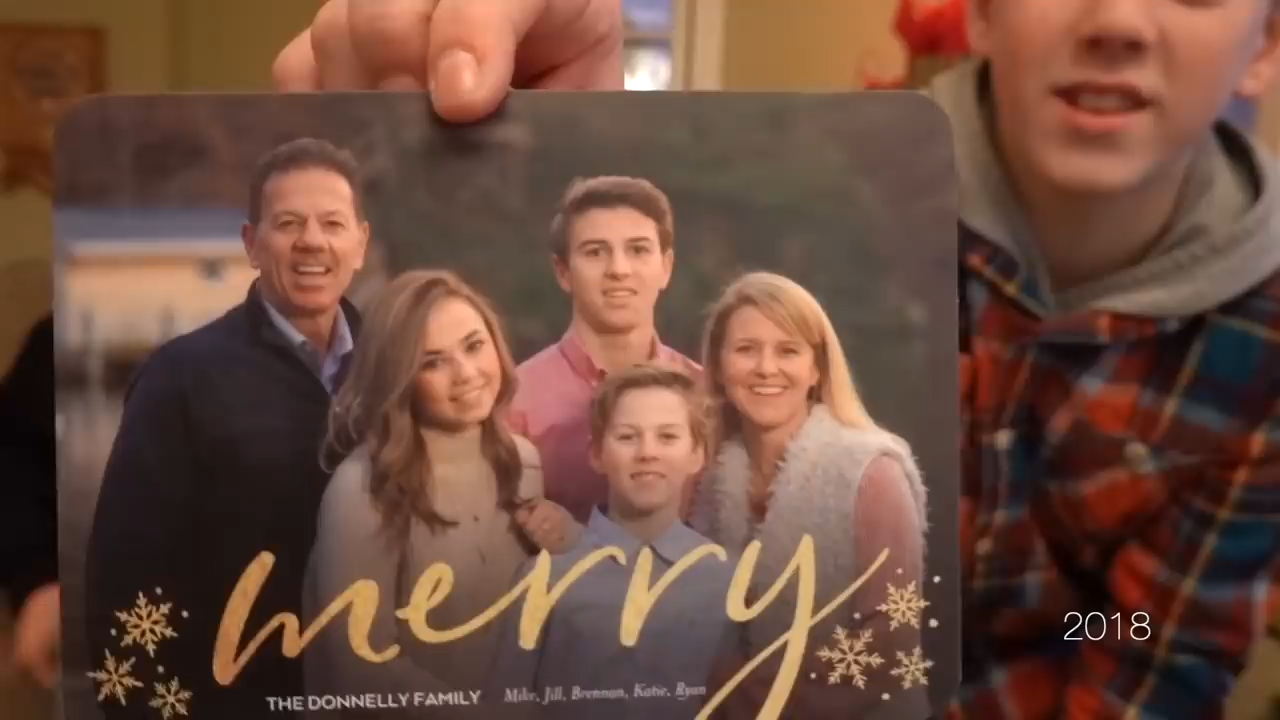 merry
THE DONNELLY FAMILY Mike, Jill, Brennan, Katie, Ryan
2018